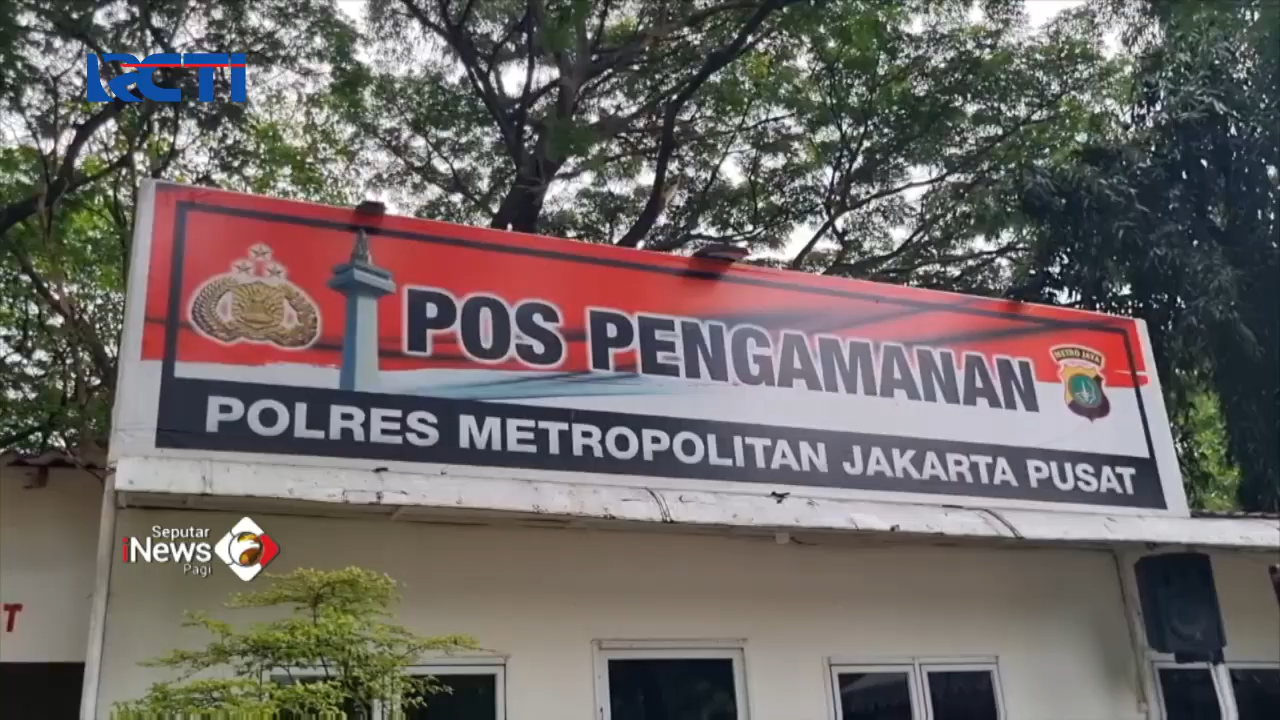 RCTI
POS PENGAMANAN
METRO JAYA
POLRES METROPOLITAN JAKARTA PUSAT
Seputar
iNews
Pagi
T